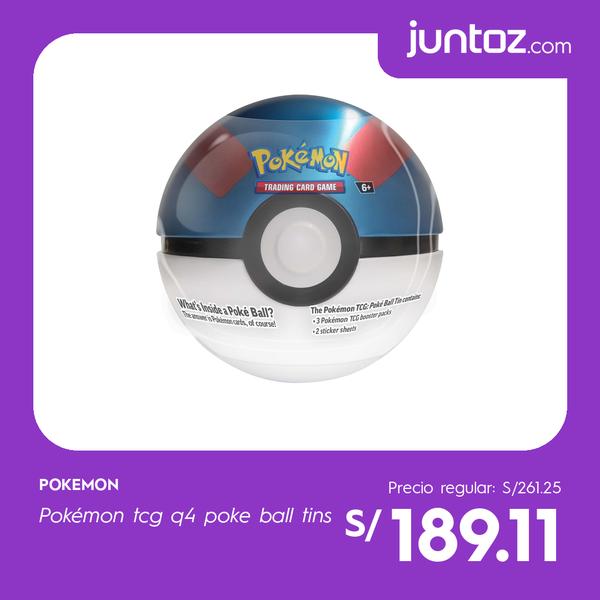 juntoz.com
POKÉMON
TRADING CARD GAME
6+
What's Inside a Poké Ball?
The answer is Pokémon cards, of course!
The Pokémon TCG: Poké Ball Tin contains:
• 3 Pokémon TCG booster packs
• 2 sticker sheets
POKEMON
Precio regular: S/261.25
Pokémon tcg q4 poke ball tins
S/189.11